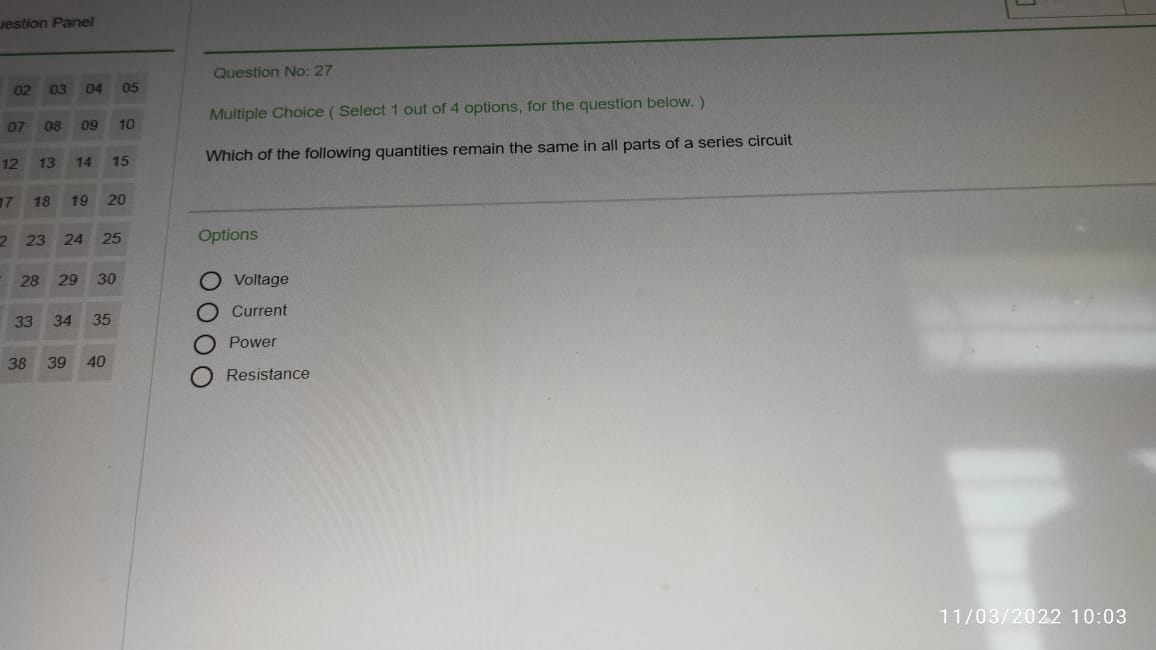 Question Panel
02 03 04 05
07 08 09 10
12 13 14 15
17 18 19 20
2 23 24 25
28 29 30
33 34 35
38 39 40
Question No: 27
Multiple Choice ( Select 1 out of 4 options, for the question below. )
Which of the following quantities remain the same in all parts of a series circuit
Options
Voltage
Current
Power
Resistance
11/03/2022 10:03